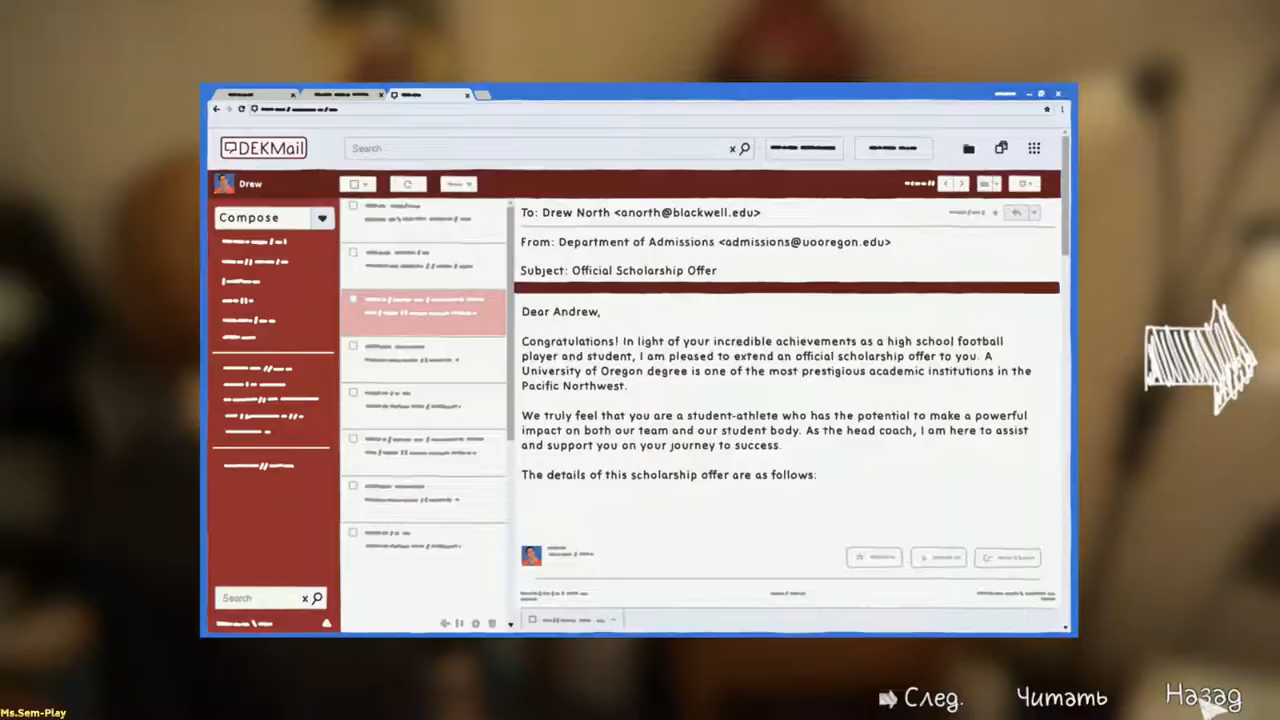 DEKMail
Search
Drew
Compose
To: Drew North <anorth@blackwell.edu>
From: Department of Admissions <admissions@uooregon.edu>
Subject: Official Scholarship Offer
Dear Andrew,
Congratulations! In light of your incredible achievements as a high school football
player and student, I am pleased to extend an official scholarship offer to you. A
University of Oregon degree is one of the most prestigious academic institutions in the
Pacific Northwest.
We truly feel that you are a student-athlete who has the potential to make a powerful
impact on both our team and our student body. As the head coach, I am here to assist
and support you on your journey to success.
The details of this scholarship offer are as follows:
Search
След.
Читать
Назад
Ms.Sem-Play